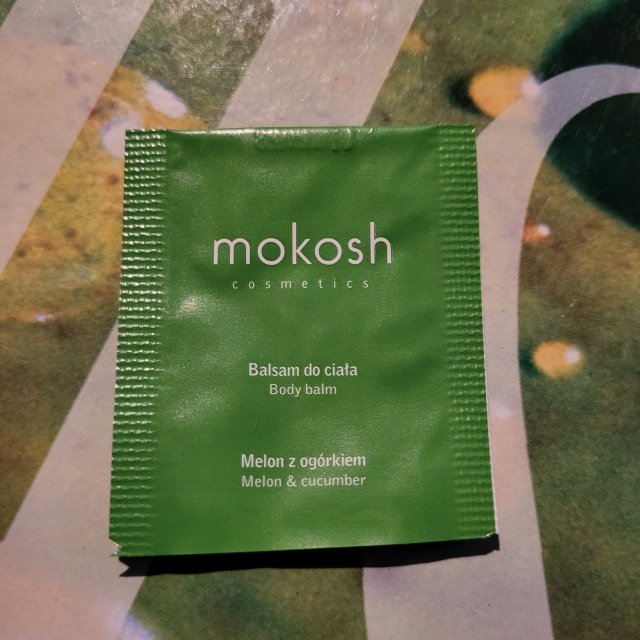 mokosh
cosmetics
Balsam do ciała
Body balm
Melon z ogórkiem
Melon & cucumber